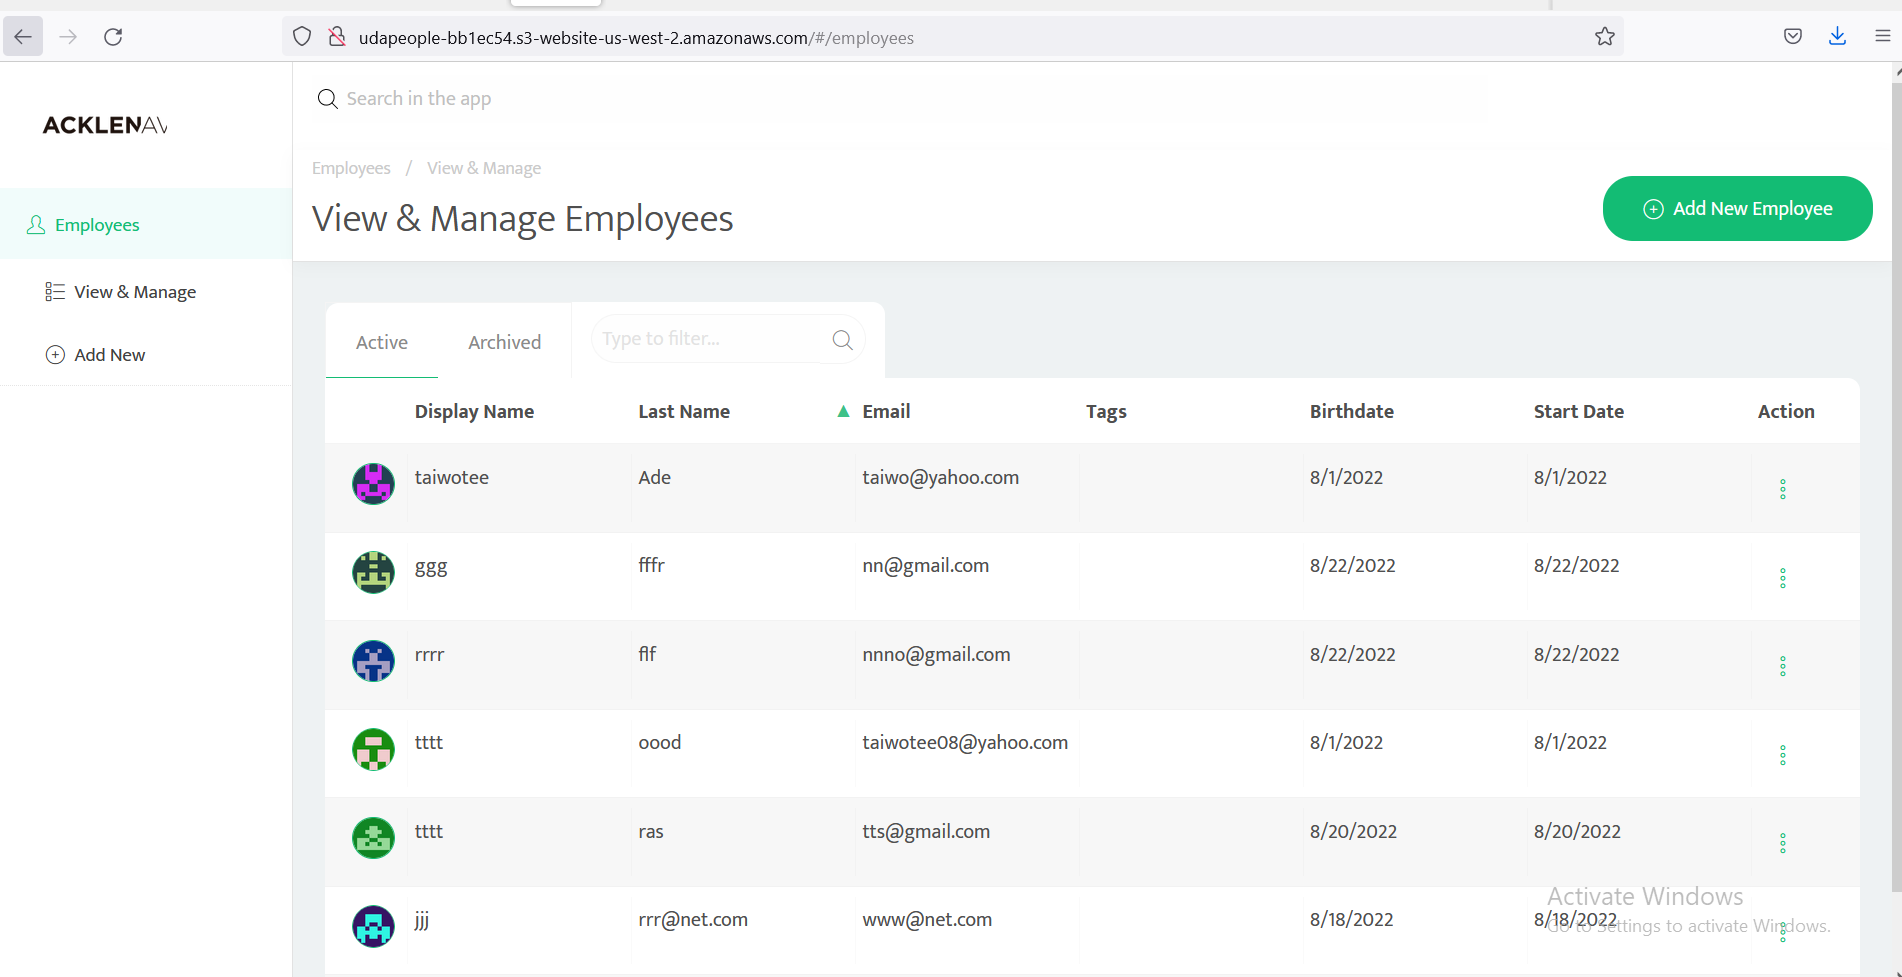 udapeople-bb1ec54.s3-website-us-west-2.amazonaws.com/#/employees
Search in the app
ACKLENAV
Employees / View & Manage
View & Manage Employees
Add New Employee
Employees
View & Manage
Add New
Active Archived Type to filter...
Display Name Last Name ▲ Email Tags Birthdate Start Date Action
taiwotee Ade taiwo@yahoo.com 8/1/2022 8/1/2022
ggg fffr nn@gmail.com 8/22/2022 8/22/2022
rrrr flf nnno@gmail.com 8/22/2022 8/22/2022
tttt oood taiwotee08@yahoo.com 8/1/2022 8/1/2022
tttt ras tts@gmail.com 8/20/2022 8/20/2022
jjj rrr@net.com www@net.com 8/18/2022 8/18/2022
Activate Windows
Go to Settings to activate Windows.